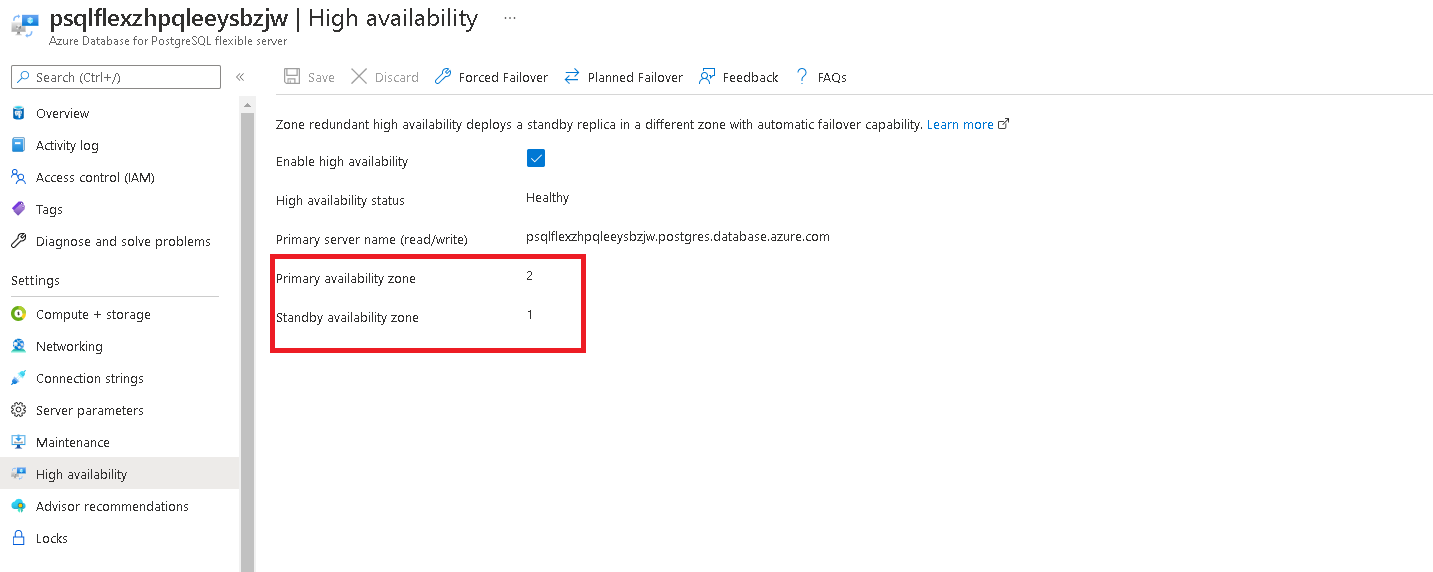 psqlflexzhpqleeysbzjw | High availability ...
Azure Database for PostgreSQL flexible server
Search (Ctrl+/) «
Save Discard Forced Failover Planned Failover Feedback ? FAQs
Overview
Activity log
Access control (IAM)
Tags
Diagnose and solve problems
Settings
Compute + storage
Networking
Connection strings
Server parameters
Maintenance
High availability
Advisor recommendations
Locks
Zone redundant high availability deploys a standby replica in a different zone with automatic failover capability. Learn more
Enable high availability
High availability status Healthy
Primary server name (read/write) psqlflexzhpqleeysbzjw.postgres.database.azure.com
Primary availability zone 2
Standby availability zone 1